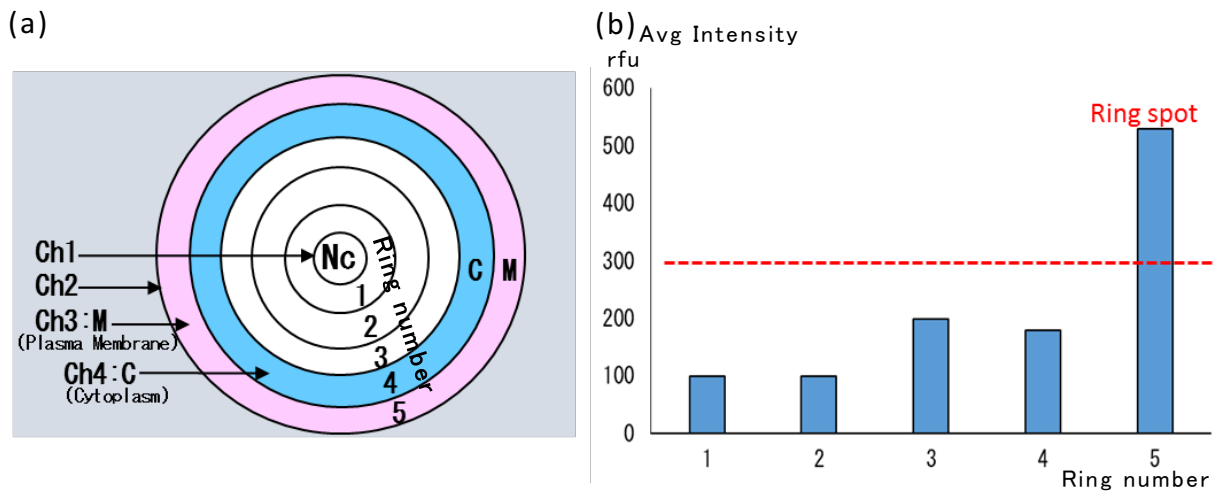 (a)
Ch1
Ch2
Ch3:M
(Plasma Membrane)
Ch4:C
(Cytoplasm)
Nc
Ring number
1
2
3
4
5
C
M
(b)
Avg Intensity
rfu
600
500
400
300
200
100
0
Ring spot
1 2 3 4 5
Ring number